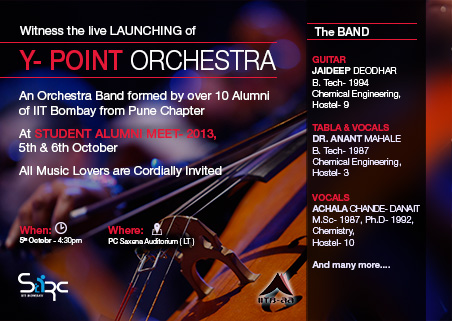 Witness the live LAUNCHING of
Y- POINT ORCHESTRA
An Orchestra Band formed by over 10 Alumni
of IIT Bombay from Pune Chapter
At STUDENT ALUMNI MEET- 2013,
5th & 6th October
All Music Lovers are Cordially Invited
When:
5th October - 4:30pm
Where:
PC Saxena Auditorium ( LT )
The BAND
GUITAR
JAIDEEP DEODHAR
B. Tech- 1994
Chemical Engineering,
Hostel- 9
TABLA & VOCALS
DR. ANANT MAHALE
B. Tech- 1987
Chemical Engineering,
Hostel- 3
VOCALS
ACHALA CHANDE- DANAIT
M.Sc- 1987, Ph.D- 1992,
Chemistry,
Hostel- 10
And many more....
IITB-aa